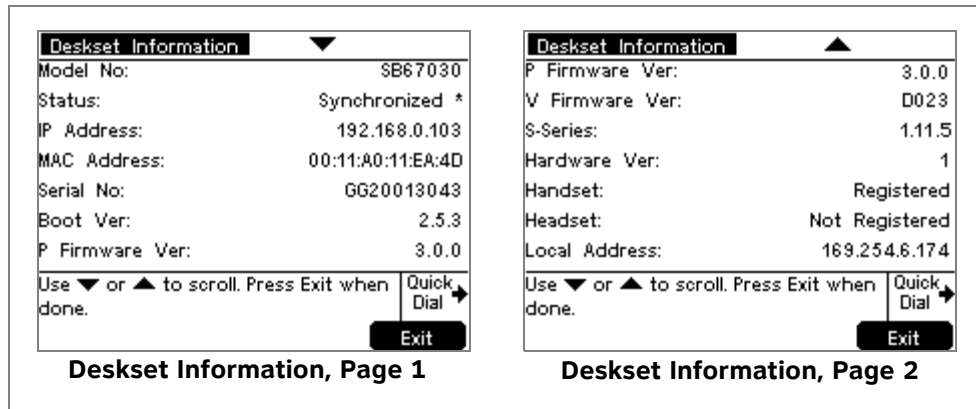 Deskset Information ▼
Model No: SB67030
Status: Synchronized *
IP Address: 192.168.0.103
MAC Address: 00:11:A0:11:EA:4D
Serial No: GG20013043
Boot Ver: 2.5.3
P Firmware Ver: 3.0.0
Use ▼ or ▲ to scroll. Press Exit when
done.
Quick
Dial
Exit
Deskset Information, Page 1
Deskset Information ▲
P Firmware Ver: 3.0.0
V Firmware Ver: D023
S-Series: 1.11.5
Hardware Ver: 1
Handset: Registered
Headset: Not Registered
Local Address: 169.254.6.174
Use ▼ or ▲ to scroll. Press Exit when
done.
Quick
Dial
Exit
Deskset Information, Page 2